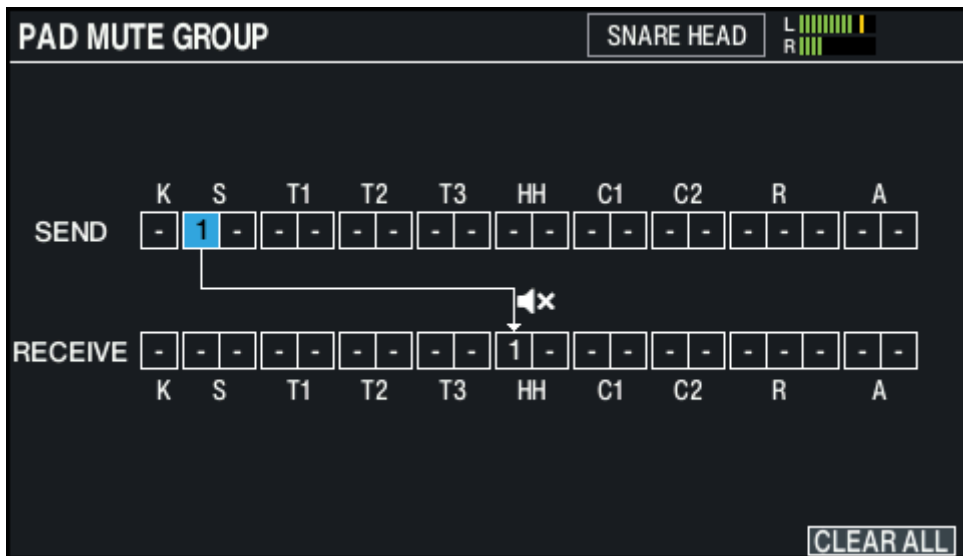 PAD MUTE GROUP SNARE HEAD L
R
K S T1 T2 T3 HH C1 C2 R A
SEND - 1 - - - - - - - - - - - - - - - - - -
RECEIVE - - - - - - - - - 1 - - - - - - - - - -
K S T1 T2 T3 HH C1 C2 R A
CLEAR ALL